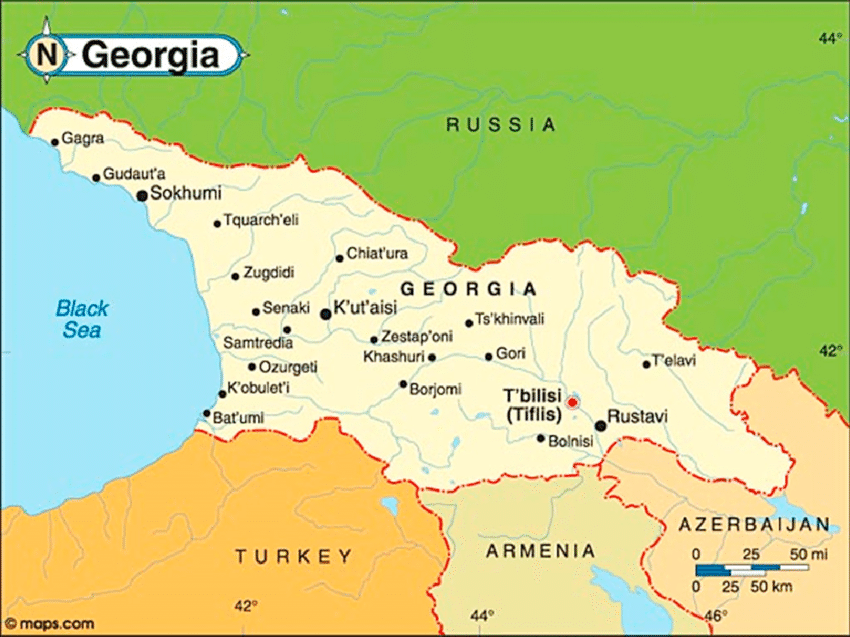 N Georgia
44°
RUSSIA
Gagra
Gudaut'a
Sokhumi
Tquarch'eli
Chiat'ura
Zugdidi
GEORGIA
Black
Sea
Senaki
K'ut'aisi
Ts'khinvali
Samtredia
Zestap'oni
Khashuri
Gori
42°
T'elavi
Ozurgeti
K'obulet'i
Borjomi
T'bilisi
(Tiflis)
Bat'umi
Rustavi
Bolnisi
AZERBAIJAN
TURKEY
ARMENIA
0 25 50 mi
0 25 50 km
42°
44°
46°
© maps.com